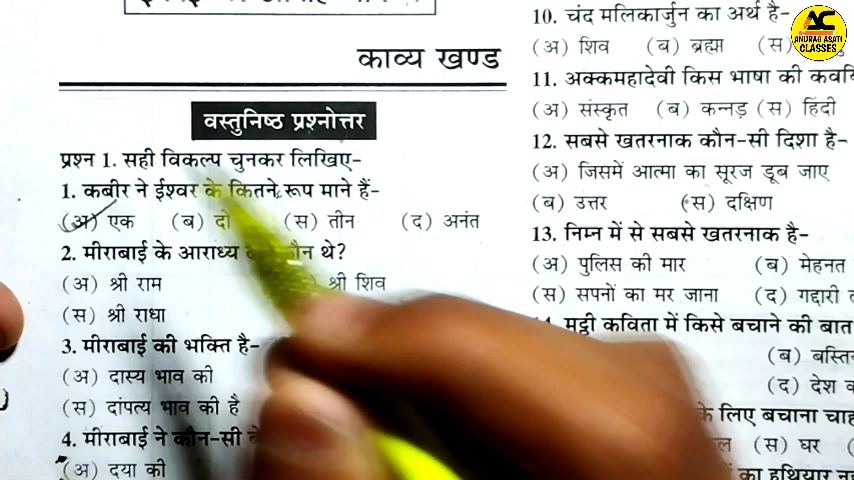 काव्य खण्ड
वस्तुनिष्ठ प्रश्नोत्तर
प्रश्न 1. सही विकल्प चुनकर लिखिए-
1. कबीर ने ईश्वर के कितने रूप माने हैं-
(अ) एक (ब) दो (स) तीन (द) अनंत
2. मीराबाई के आराध्य कौन थे?
(अ) श्री राम श्री शिव
(स) श्री राधा
3. मीराबाई की भक्ति है-
(अ) दास्य भाव की
(स) दांपत्य भाव की है
4. मीराबाई ने कौन-सी
(अ) दया की
10. चंद मलिकार्जुन का अर्थ है-
(अ) शिव (ब) ब्रह्म (स)
11. अक्कमहादेवी किस भाषा की
(अ) संस्कृत (ब) कन्नड़ (स) हिंदी
12. सबसे खतरनाक कौन-सी दिशा है-
(अ) जिसमें आत्मा का सूरज डूब जाए
(ब) उत्तर (स) दक्षिण
13. निम्न में से सबसे खतरनाक है-
(अ) पुलिस की मार (ब) मेहनत
(स) सपनों का मर जाना (द) गद्दारी
मट्ठी कविता में किसे बचाने की बात
(ब)
(द) देश
के लिए बचाना
(स) घर
का हथियार
AC
ANURAG ASATI
CLASSES